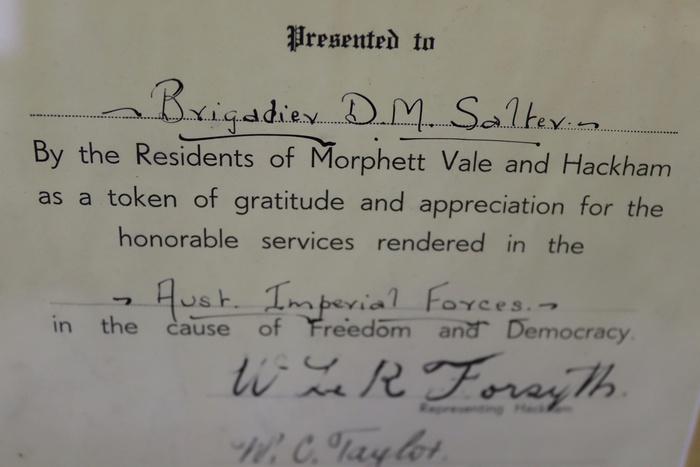 Presented to
Brigadier D.M. Salter
By the Residents of Morphett Vale and Hackham
as a token of gratitude and appreciation for the
honorable services rendered in the
Aust. Imperial Forces.
in the cause of Freedom and Democracy.
W Le R Forsyth.
Representing Hackham
W. C. Taylor.